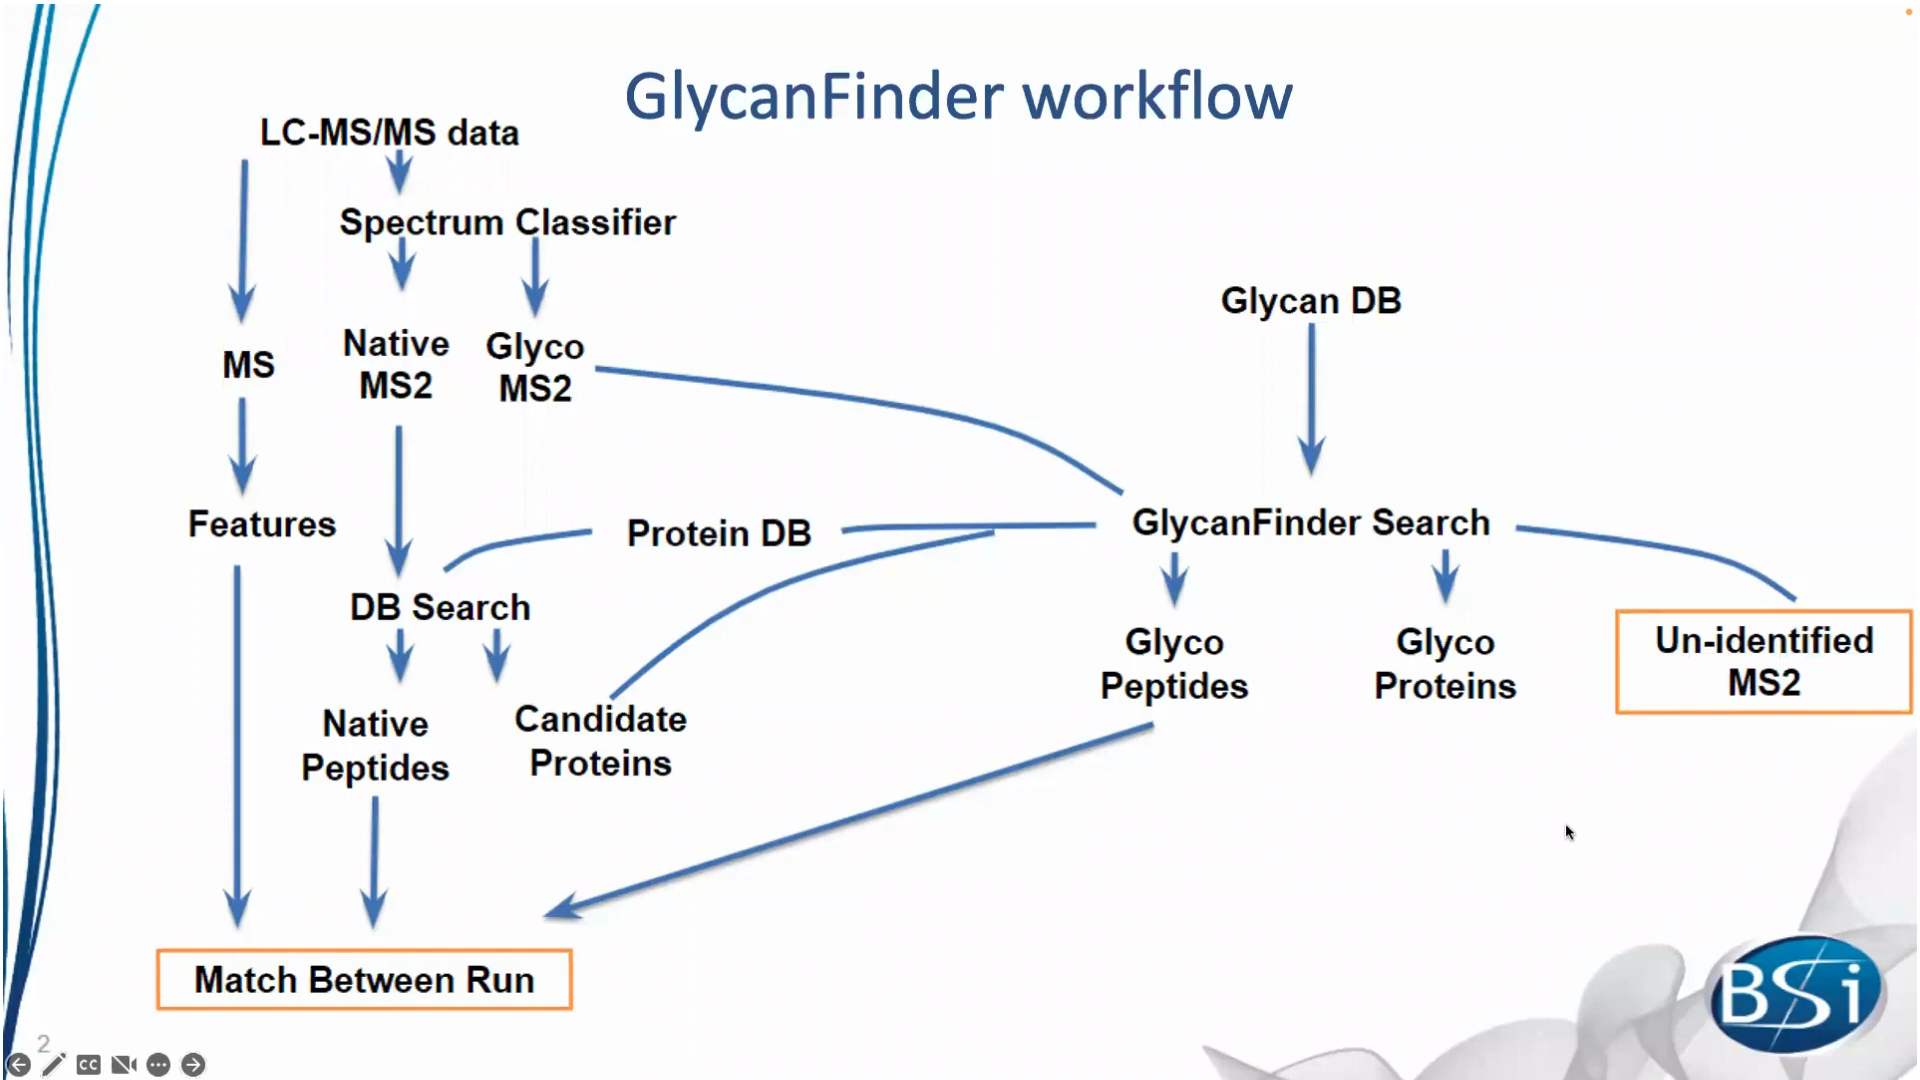 GlycanFinder workflow
LC-MS/MS data
Spectrum Classifier
Glycan DB
MS
Native
MS2
Glyco
MS2
Features
Protein DB
GlycanFinder Search
DB Search
Glyco
Peptides
Glyco
Proteins
Un-identified
MS2
Native
Peptides
Candidate
Proteins
Match Between Run
BSi
2
CC